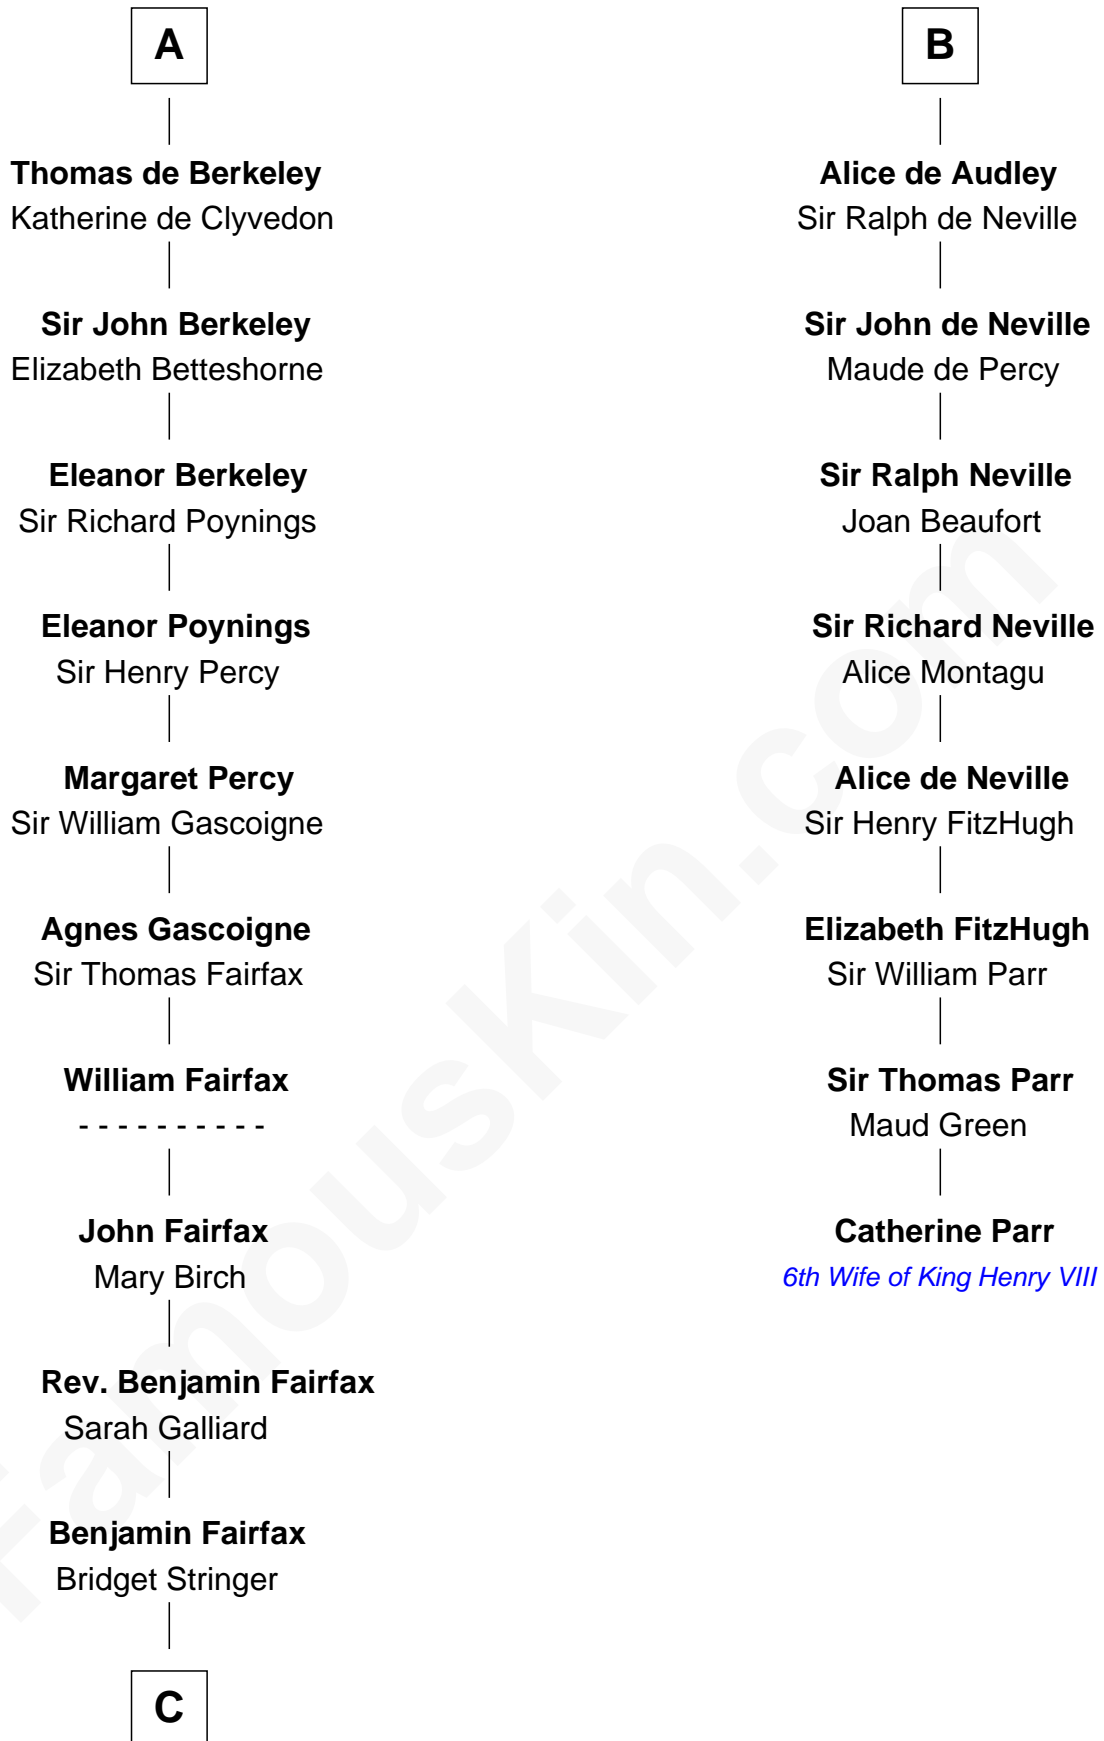 A
Thomas de Berkeley
Katherine de Clyvedon
Sir John Berkeley
Elizabeth Betteshorne
Eleanor Berkeley
Sir Richard Poynings
Eleanor Poynings
Sir Henry Percy
Margaret Percy
Sir William Gascoigne
Agnes Gascoigne
Sir Thomas Fairfax
William Fairfax
- - - - - - - - - -
John Fairfax
Mary Birch
Rev. Benjamin Fairfax
Sarah Galliard
Benjamin Fairfax
Bridget Stringer
C
B
Alice de Audley
Sir Ralph de Neville
Sir John de Neville
Maude de Percy
Sir Ralph Neville
Joan Beaufort
Sir Richard Neville
Alice Montagu
Alice de Neville
Sir Henry FitzHugh
Elizabeth FitzHugh
Sir William Parr
Sir Thomas Parr
Maud Green
Catherine Parr
6th Wife of King Henry VIII
FamousKin.com